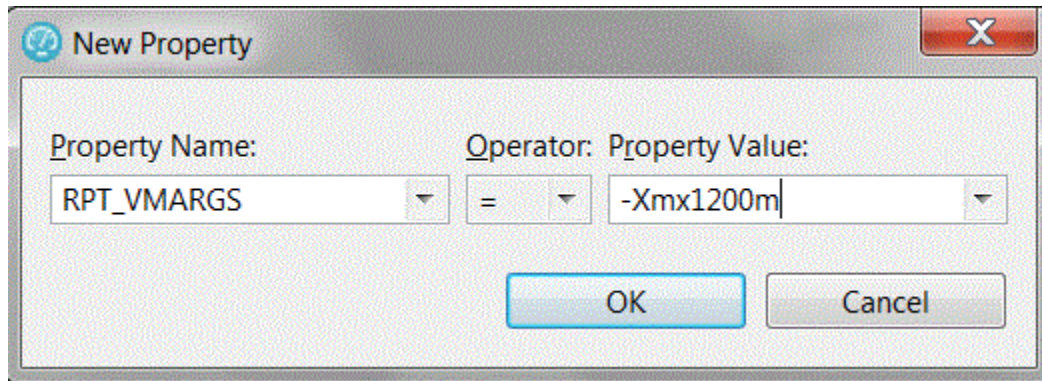 New Property
Property Name: Operator: Property Value:
RPT_VMARGS = -Xmx1200m
OK Cancel